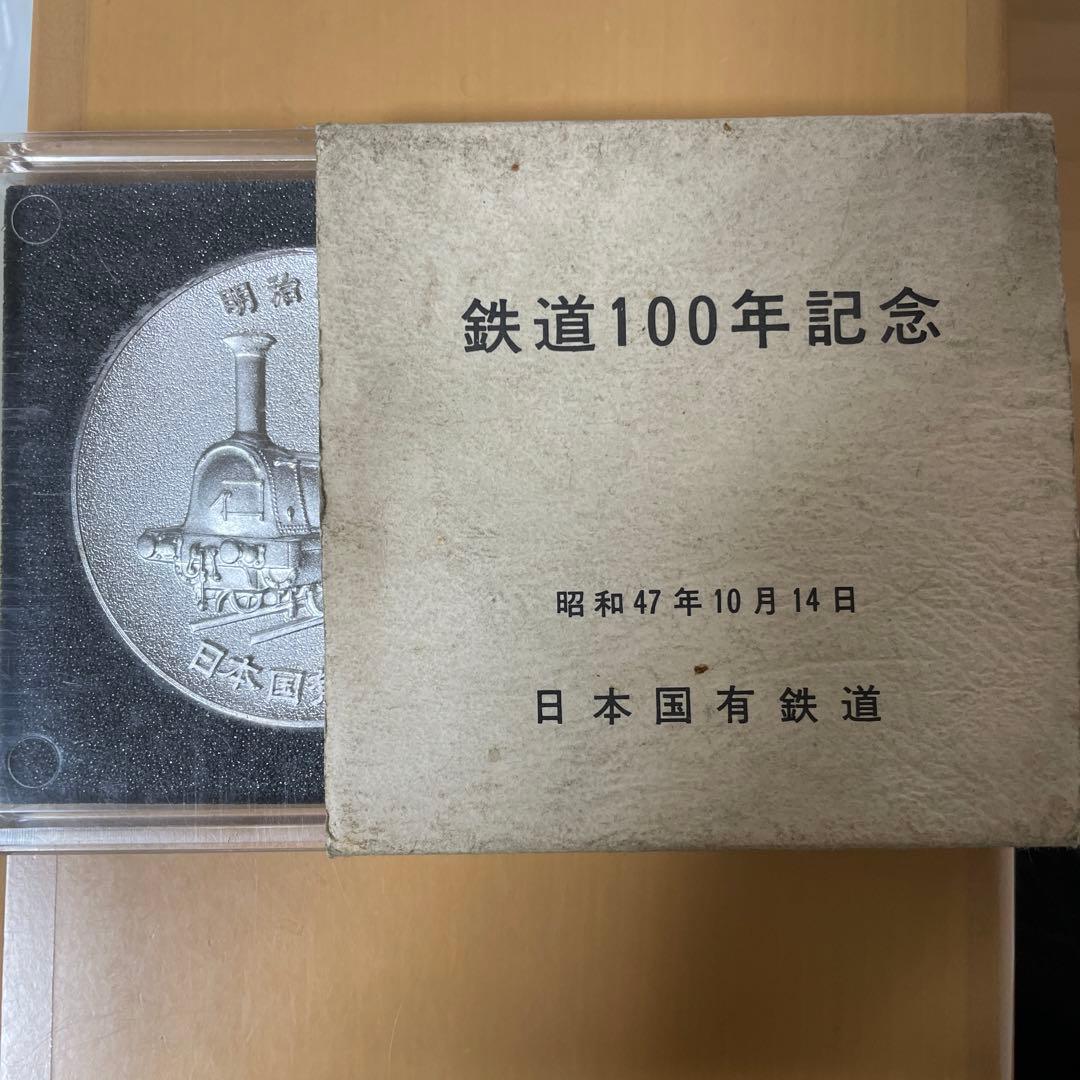 明治
日本国有
鉄道100年記念
昭和47年10月14日
日本国有鉄道